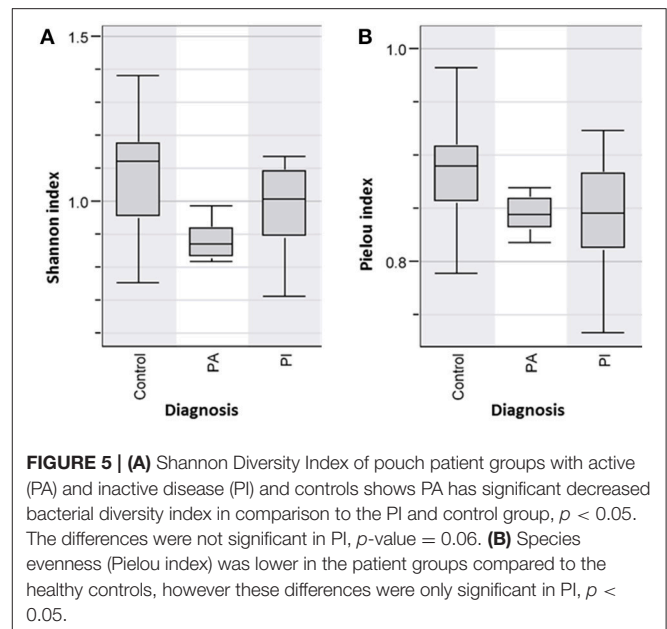 A
B
1.5
1.0
Shannon index
Control
PA
PI
Diagnosis
1.0
0.8
Pielou index
Control
PA
PI
Diagnosis
FIGURE 5 | (A) Shannon Diversity Index of pouch patient groups with active
(PA) and inactive disease (PI) and controls shows PA has significant decreased
bacterial diversity index in comparison to the PI and control group, p < 0.05.
The differences were not significant in PI, p-value = 0.06. (B) Species
evenness (Pielou index) was lower in the patient groups compared to the
healthy controls, however these differences were only significant in PI, p <
0.05.